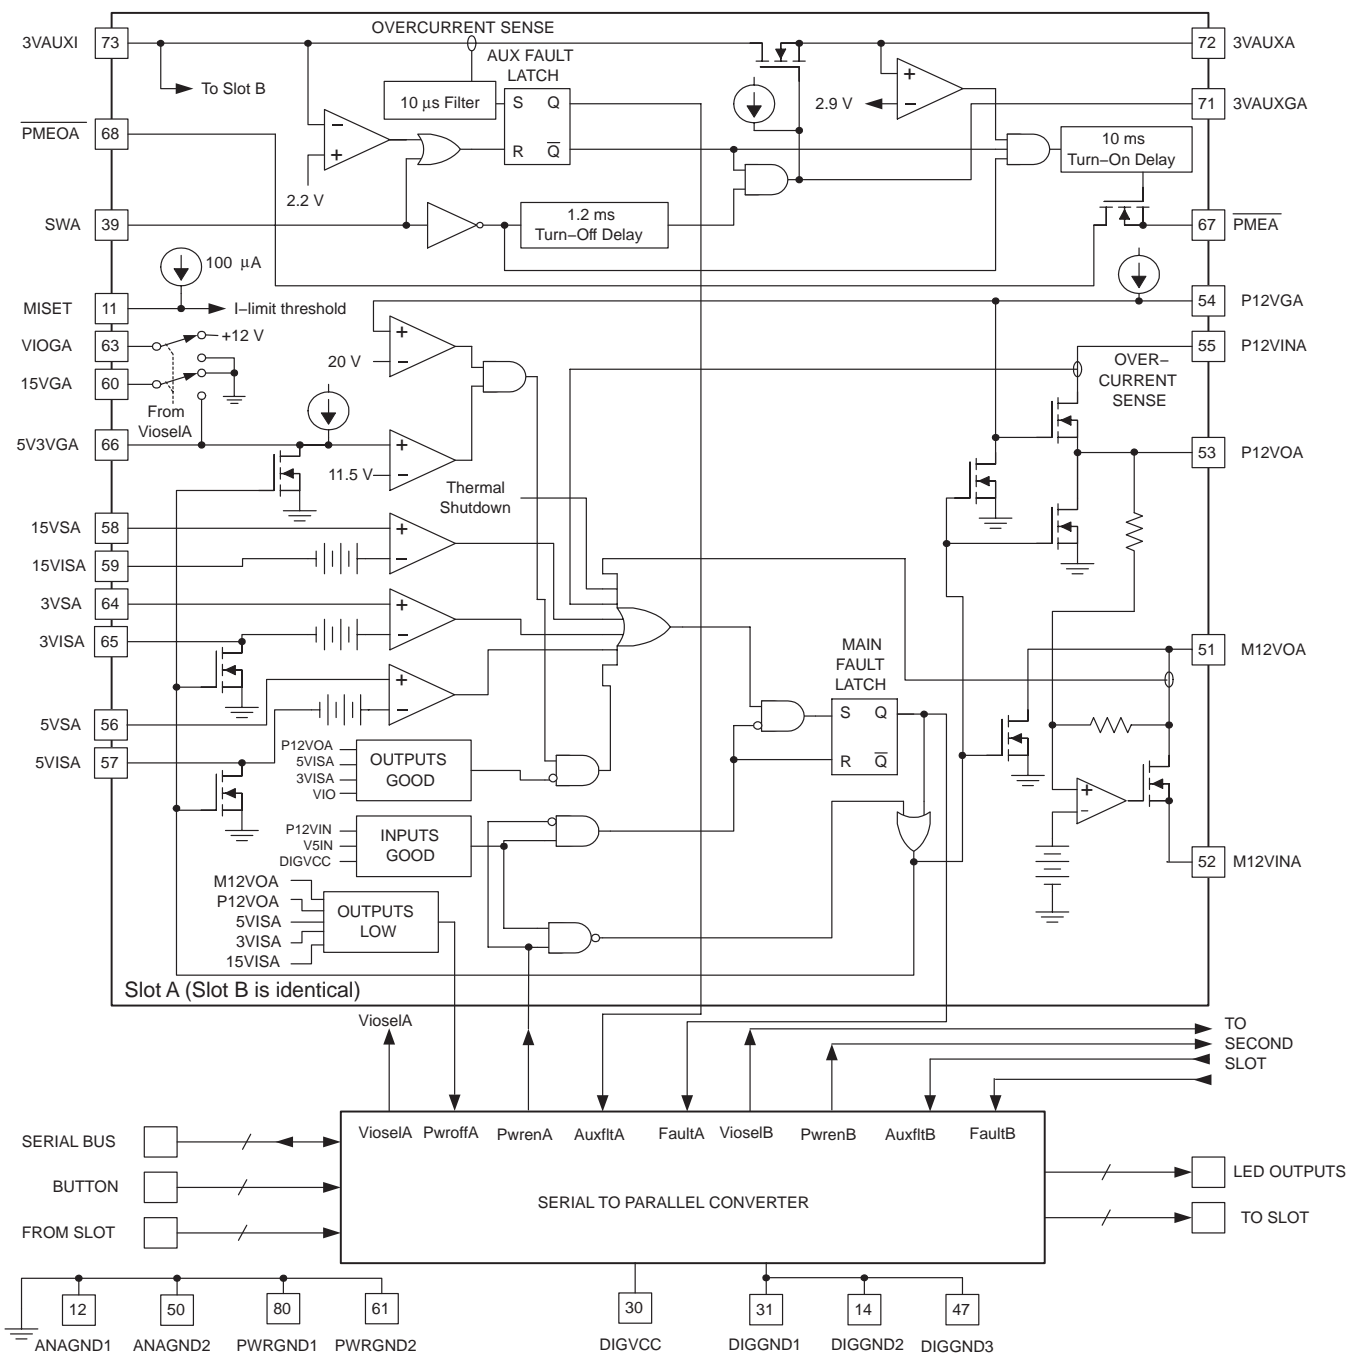 OVERCURRENT SENSE
3VAUXI 73
72 3VAUXA
AUX FAULT
LATCH
To Slot B
10 µs Filter
S Q
R Q
2.9 V
71 3VAUXGA
PMEOA 68
10 ms
Turn–On Delay
2.2 V
SWA 39
1.2 ms
Turn–Off Delay
67 PMEA
100 µA
MISET 11
I–limit threshold
54 P12VGA
VIOGA 63
+12 V
20 V
55 P12VINA
OVER–
CURRENT
SENSE
15VGA 60
From
VioselA
5V3VGA 66
11.5 V
53 P12VOA
Thermal
Shutdown
15VSA 58
15VISA 59
3VSA 64
3VISA 65
MAIN
FAULT
LATCH
51 M12VOA
S Q
R Q
5VSA 56
5VISA 57
P12VOA
5VISA
3VISA
VIO
OUTPUTS
GOOD
P12VIN
V5IN
DIGVCC
INPUTS
GOOD
52 M12VINA
M12VOA
P12VOA
5VISA
3VISA
15VISA
OUTPUTS
LOW
Slot A (Slot B is identical)
VioselA
TO
SECOND
SLOT
VioselA PwroffA PwrenA AuxfltA FaultA VioselB PwrenB AuxfltB FaultB
SERIAL BUS
BUTTON
FROM SLOT
SERIAL TO PARALLEL CONVERTER
LED OUTPUTS
TO SLOT
12 50 80 61 30 31 14 47
ANAGND1 ANAGND2 PWRGND1 PWRGND2 DIGVCC DIGGND1 DIGGND2 DIGGND3